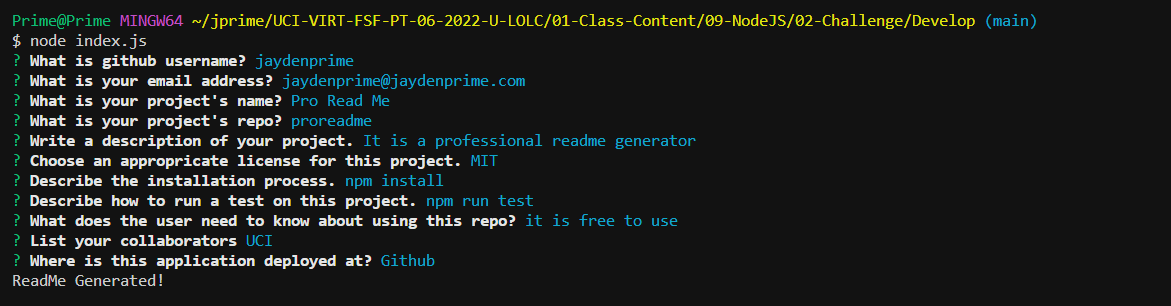 Prime@Prime MINGW64 ~/jprime/UCI-VIRT-FSF-PT-06-2022-U-LOLC/01-Class-Content/09-NodeJS/02-Challenge/Develop (main)
$ node index.js
? What is github username? jaydenprime
? What is your email address? jaydenprime@jaydenprime.com
? What is your project's name? Pro Read Me
? What is your project's repo? proreadme
? Write a description of your project. It is a professional readme generator
? Choose an appropricate license for this project. MIT
? Describe the installation process. npm install
? Describe how to run a test on this project. npm run test
? What does the user need to know about using this repo? it is free to use
? List your collaborators UCI
? Where is this application deployed at? Github
ReadMe Generated!